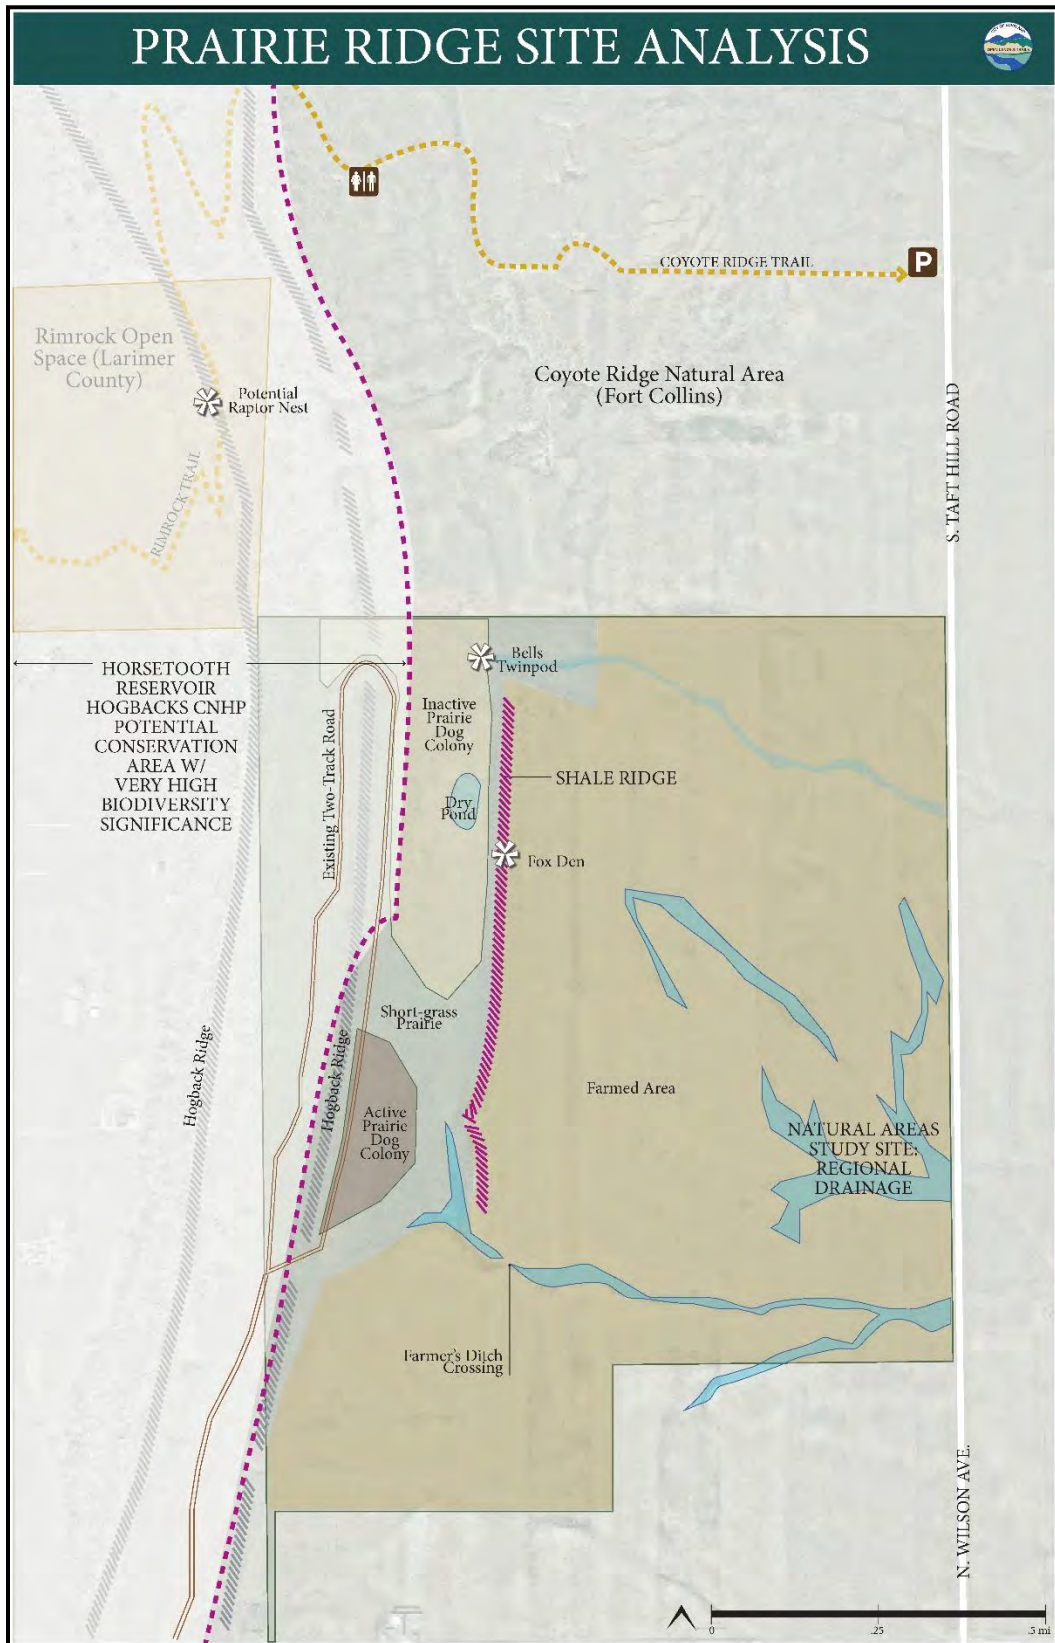 PRAIRIE RIDGE SITE ANALYSIS
P
COYOTE RIDGE TRAIL
Rimrock Open
Space (Larimer
County)
Coyote Ridge Natural Area
(Fort Collins)
Potential
Raptor Nest
S. TAFT HILL ROAD
RIMROCK TRAIL
HORSETOOTH
RESERVOIR
HOGBACKS CNHP
POTENTIAL
CONSERVATION
AREA W/
VERY HIGH
BIODIVERSITY
SIGNIFICANCE
Bells
Twinpod
Inactive
Prairie
Dog
Colony
Existing Two-Track Road
SHALE RIDGE
Dry
Pond
Fox Den
Short-grass
Prairie
Hogback Ridge
Hogback Ridge
Farmed Area
Active
Prairie
Dog
Colony
NATURAL AREAS
STUDY SITE:
REGIONAL
DRAINAGE
Farmer's Ditch
Crossing
N. WILSON AVE.
0 .25 .5 mi